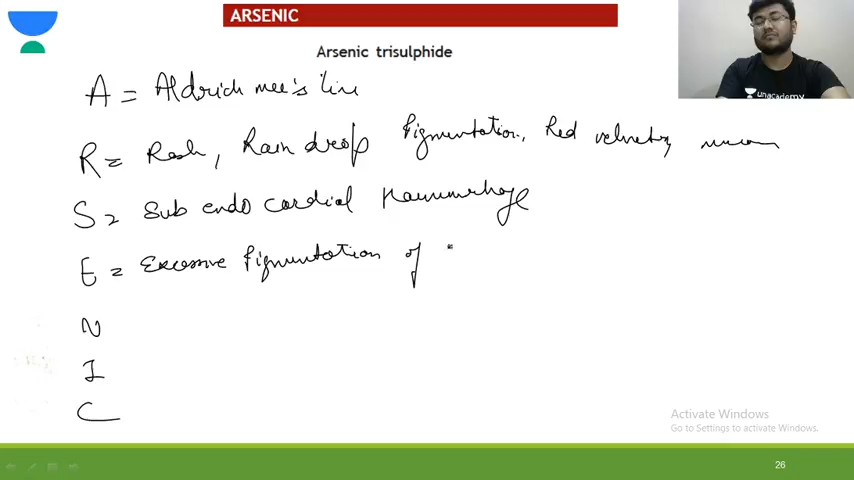 ARSENIC
Arsenic trisulphide
A = Aldrich mee's line
R = Rash, Rain drop Pigmentation, Red velvety
S = Sub endo cardial Haemorrhage
E = Excessive Pigmentation of
N
I
C
unacademy
Activate Windows
Go to Settings to activate Windows.
26